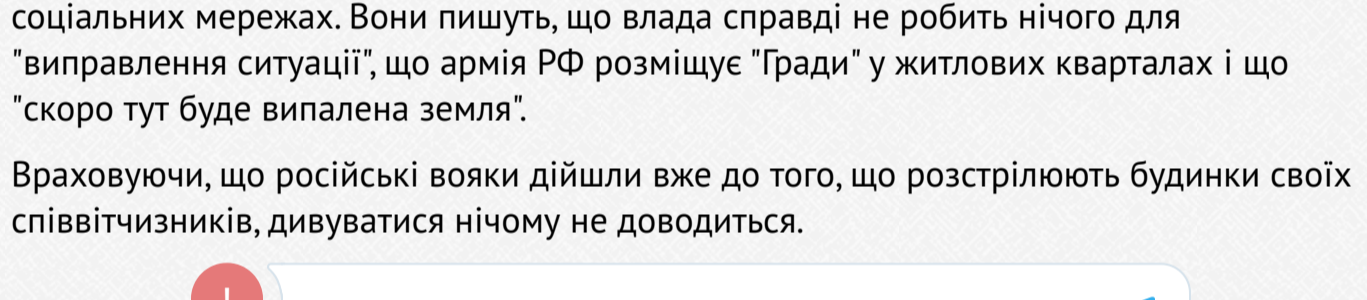 соціальних мережах. Вони пишуть, що влада справді не робить нічого для
"виправлення ситуації", що армія РФ розміщує "Гради" у житлових кварталах і що
"скоро тут буде випалена земля".
Враховуючи, що російські вояки дійшли вже до того, що розстрілюють будинки своїх
співвітчизників, дивуватися нічому не доводиться.